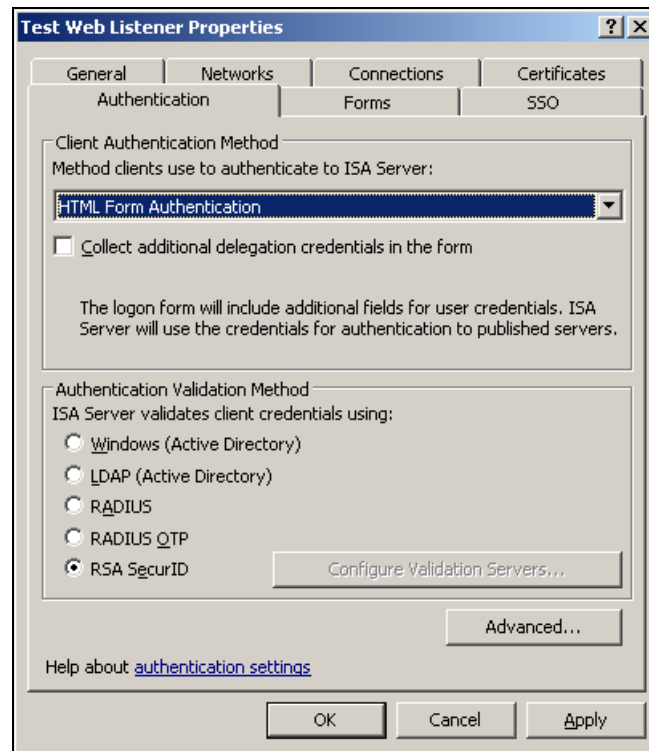 Test Web Listener Properties
General
Networks
Connections
Certificates
Authentication
Forms
SSO
Client Authentication Method
Method clients use to authenticate to ISA Server:
HTML Form Authentication
Collect additional delegation credentials in the form
The logon form will include additional fields for user credentials. ISA
Server will use the credentials for authentication to published servers.
Authentication Validation Method
ISA Server validates client credentials using:
Windows (Active Directory)
LDAP (Active Directory)
RADIUS
RADIUS OTP
RSA SecurID
Configure Validation Servers...
Advanced...
Help about authentication settings
OK
Cancel
Apply